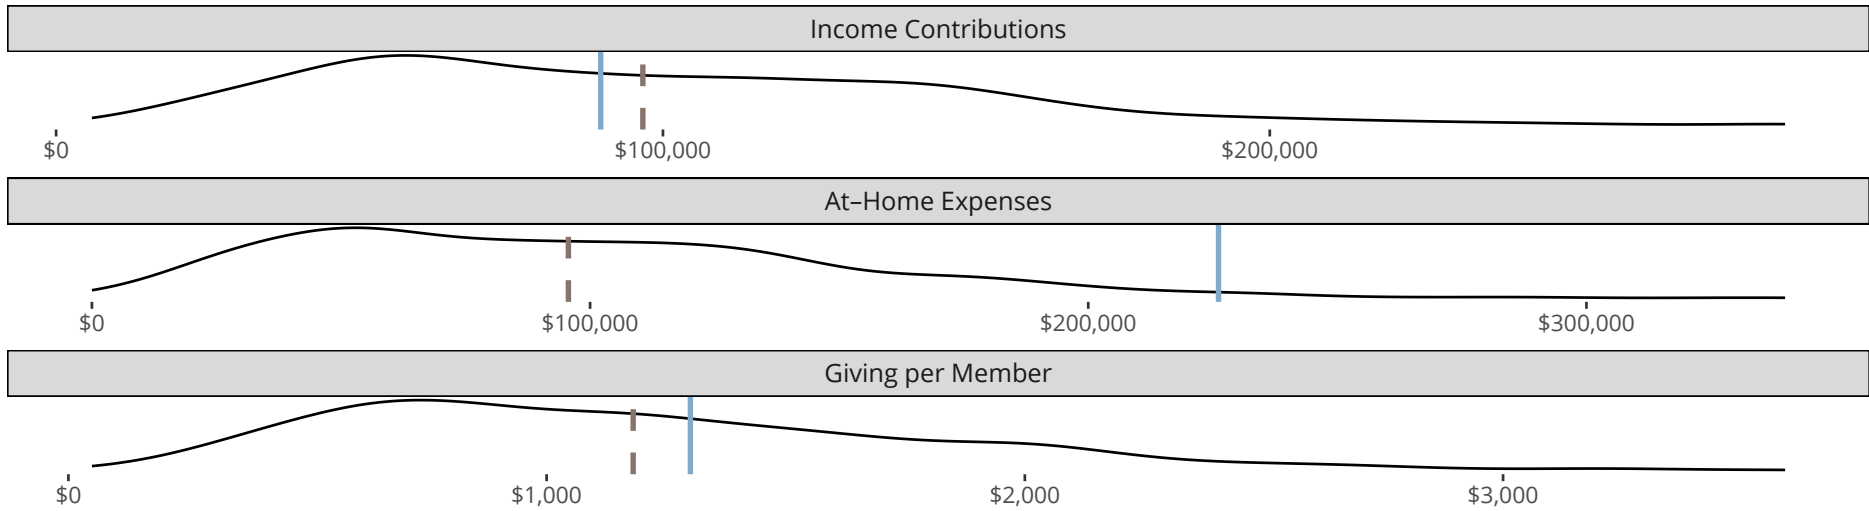 Income Contributions
$0 $100,000 $200,000
At–Home Expenses
$0 $100,000 $200,000 $300,000
Giving per Member
$0 $1,000 $2,000 $3,000